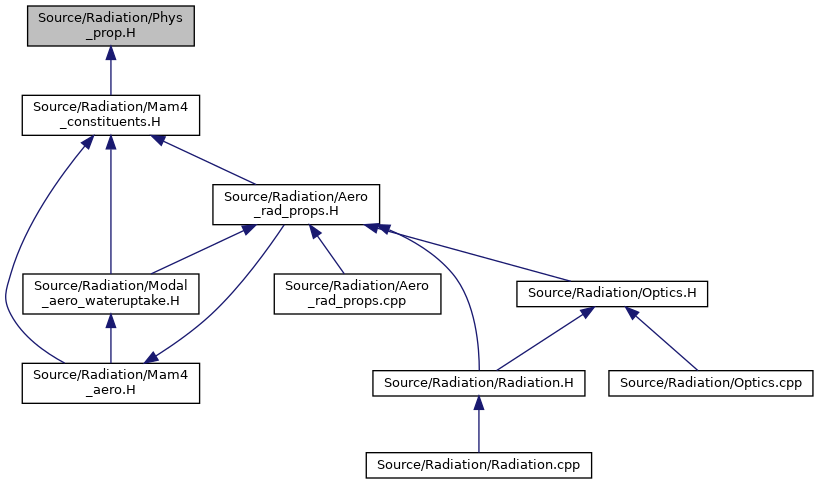 Source/Radiation/Phys
_prop.H
Source/Radiation/Mam4
_constituents.H
Source/Radiation/Aero
_rad_props.H
Source/Radiation/Modal
_aero_wateruptake.H
Source/Radiation/Aero
_rad_props.cpp
Source/Radiation/Optics.H
Source/Radiation/Mam4
_aero.H
Source/Radiation/Radiation.H
Source/Radiation/Optics.cpp
Source/Radiation/Radiation.cpp